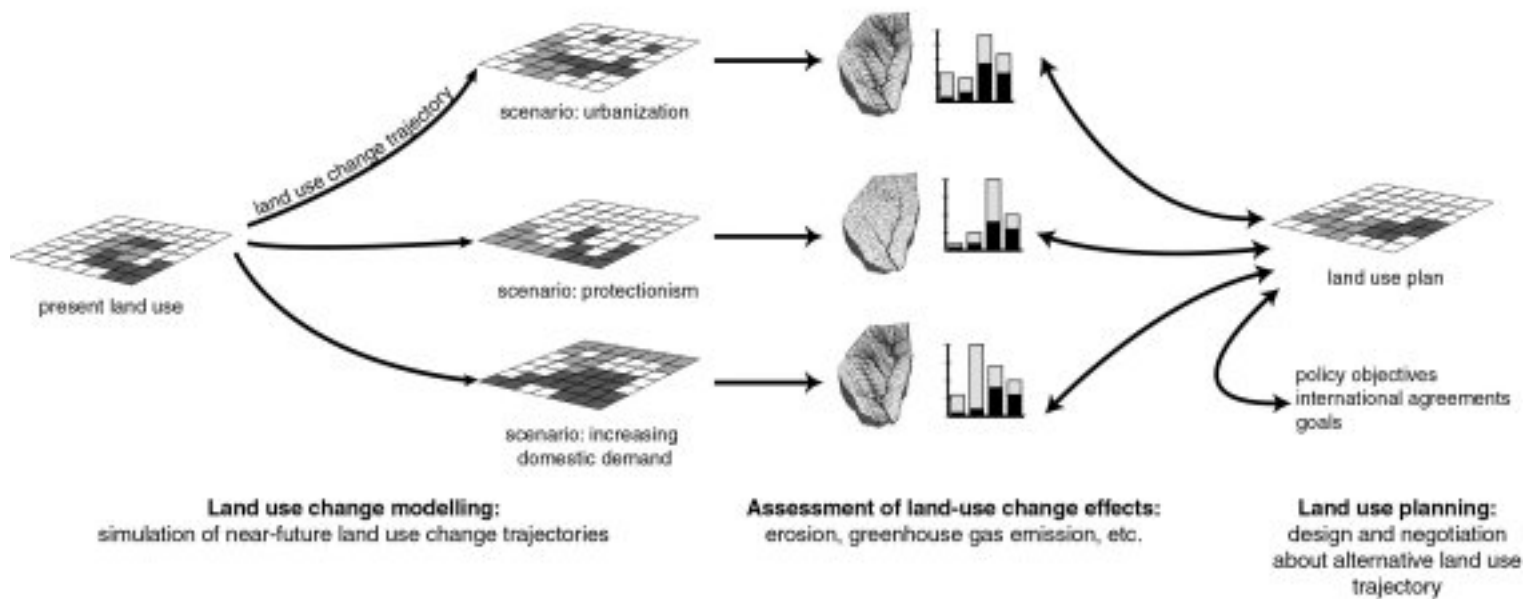 land use change trajectory
scenario: urbanization
present land use
scenario: protectionism
land use plan
scenario: increasing
domestic demand
policy objectives
international agreements
goals
Land use change modelling:
simulation of near-future land use change trajectories
Assessment of land-use change effects:
erosion, greenhouse gas emission, etc.
Land use planning:
design and negotiation
about alternative land use
trajectory